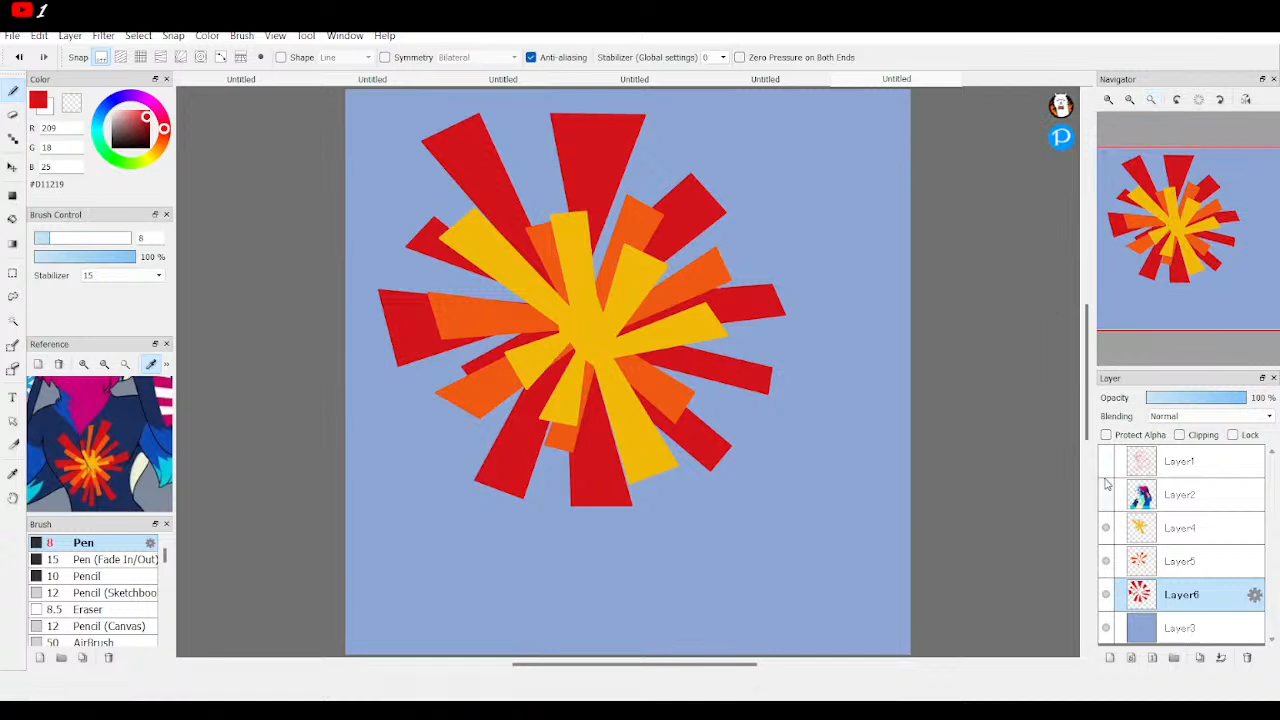 1
File Edit Layer Filter Select Snap Color Brush View Tool Window Help
Snap Shape Line Symmetry Bilateral Anti-aliasing Stabilizer (Global settings) 0 Zero Pressure on Both Ends
Color Untitled Untitled Untitled Untitled Untitled Untitled Navigator
R 209
G 18
B 25
#D11219
Brush Control
8
100 %
Stabilizer 15
Reference
Brush
8 Pen
15 Pen (Fade In/Out)
10 Pencil
12 Pencil (Sketchboo
8.5 Eraser
12 Pencil (Canvas)
50 AirBrush
Layer
Opacity 100 %
Blending Normal
Protect Alpha Clipping Lock
Layer1
Layer2
Layer4
Layer5
Layer6
Layer3